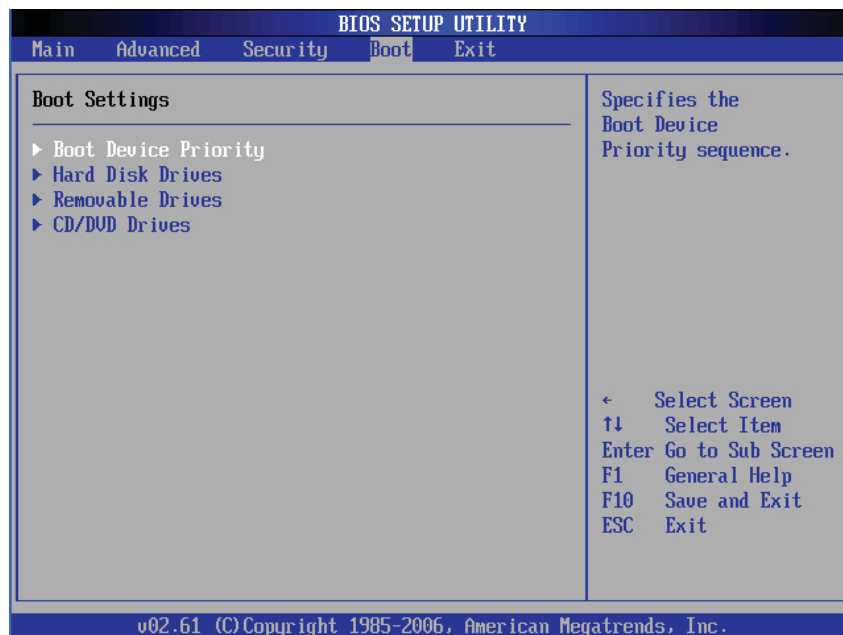 BIOS SETUP UTILITY
Main Advanced Security Boot Exit
Boot Settings
▶ Boot Device Priority
▶ Hard Disk Drives
▶ Removable Drives
▶ CD/DVD Drives
Specifies the
Boot Device
Priority sequence.
← Select Screen
↑↓ Select Item
Enter Go to Sub Screen
F1 General Help
F10 Save and Exit
ESC Exit
v02.61 (C)Copyright 1985-2006, American Megatrends, Inc.